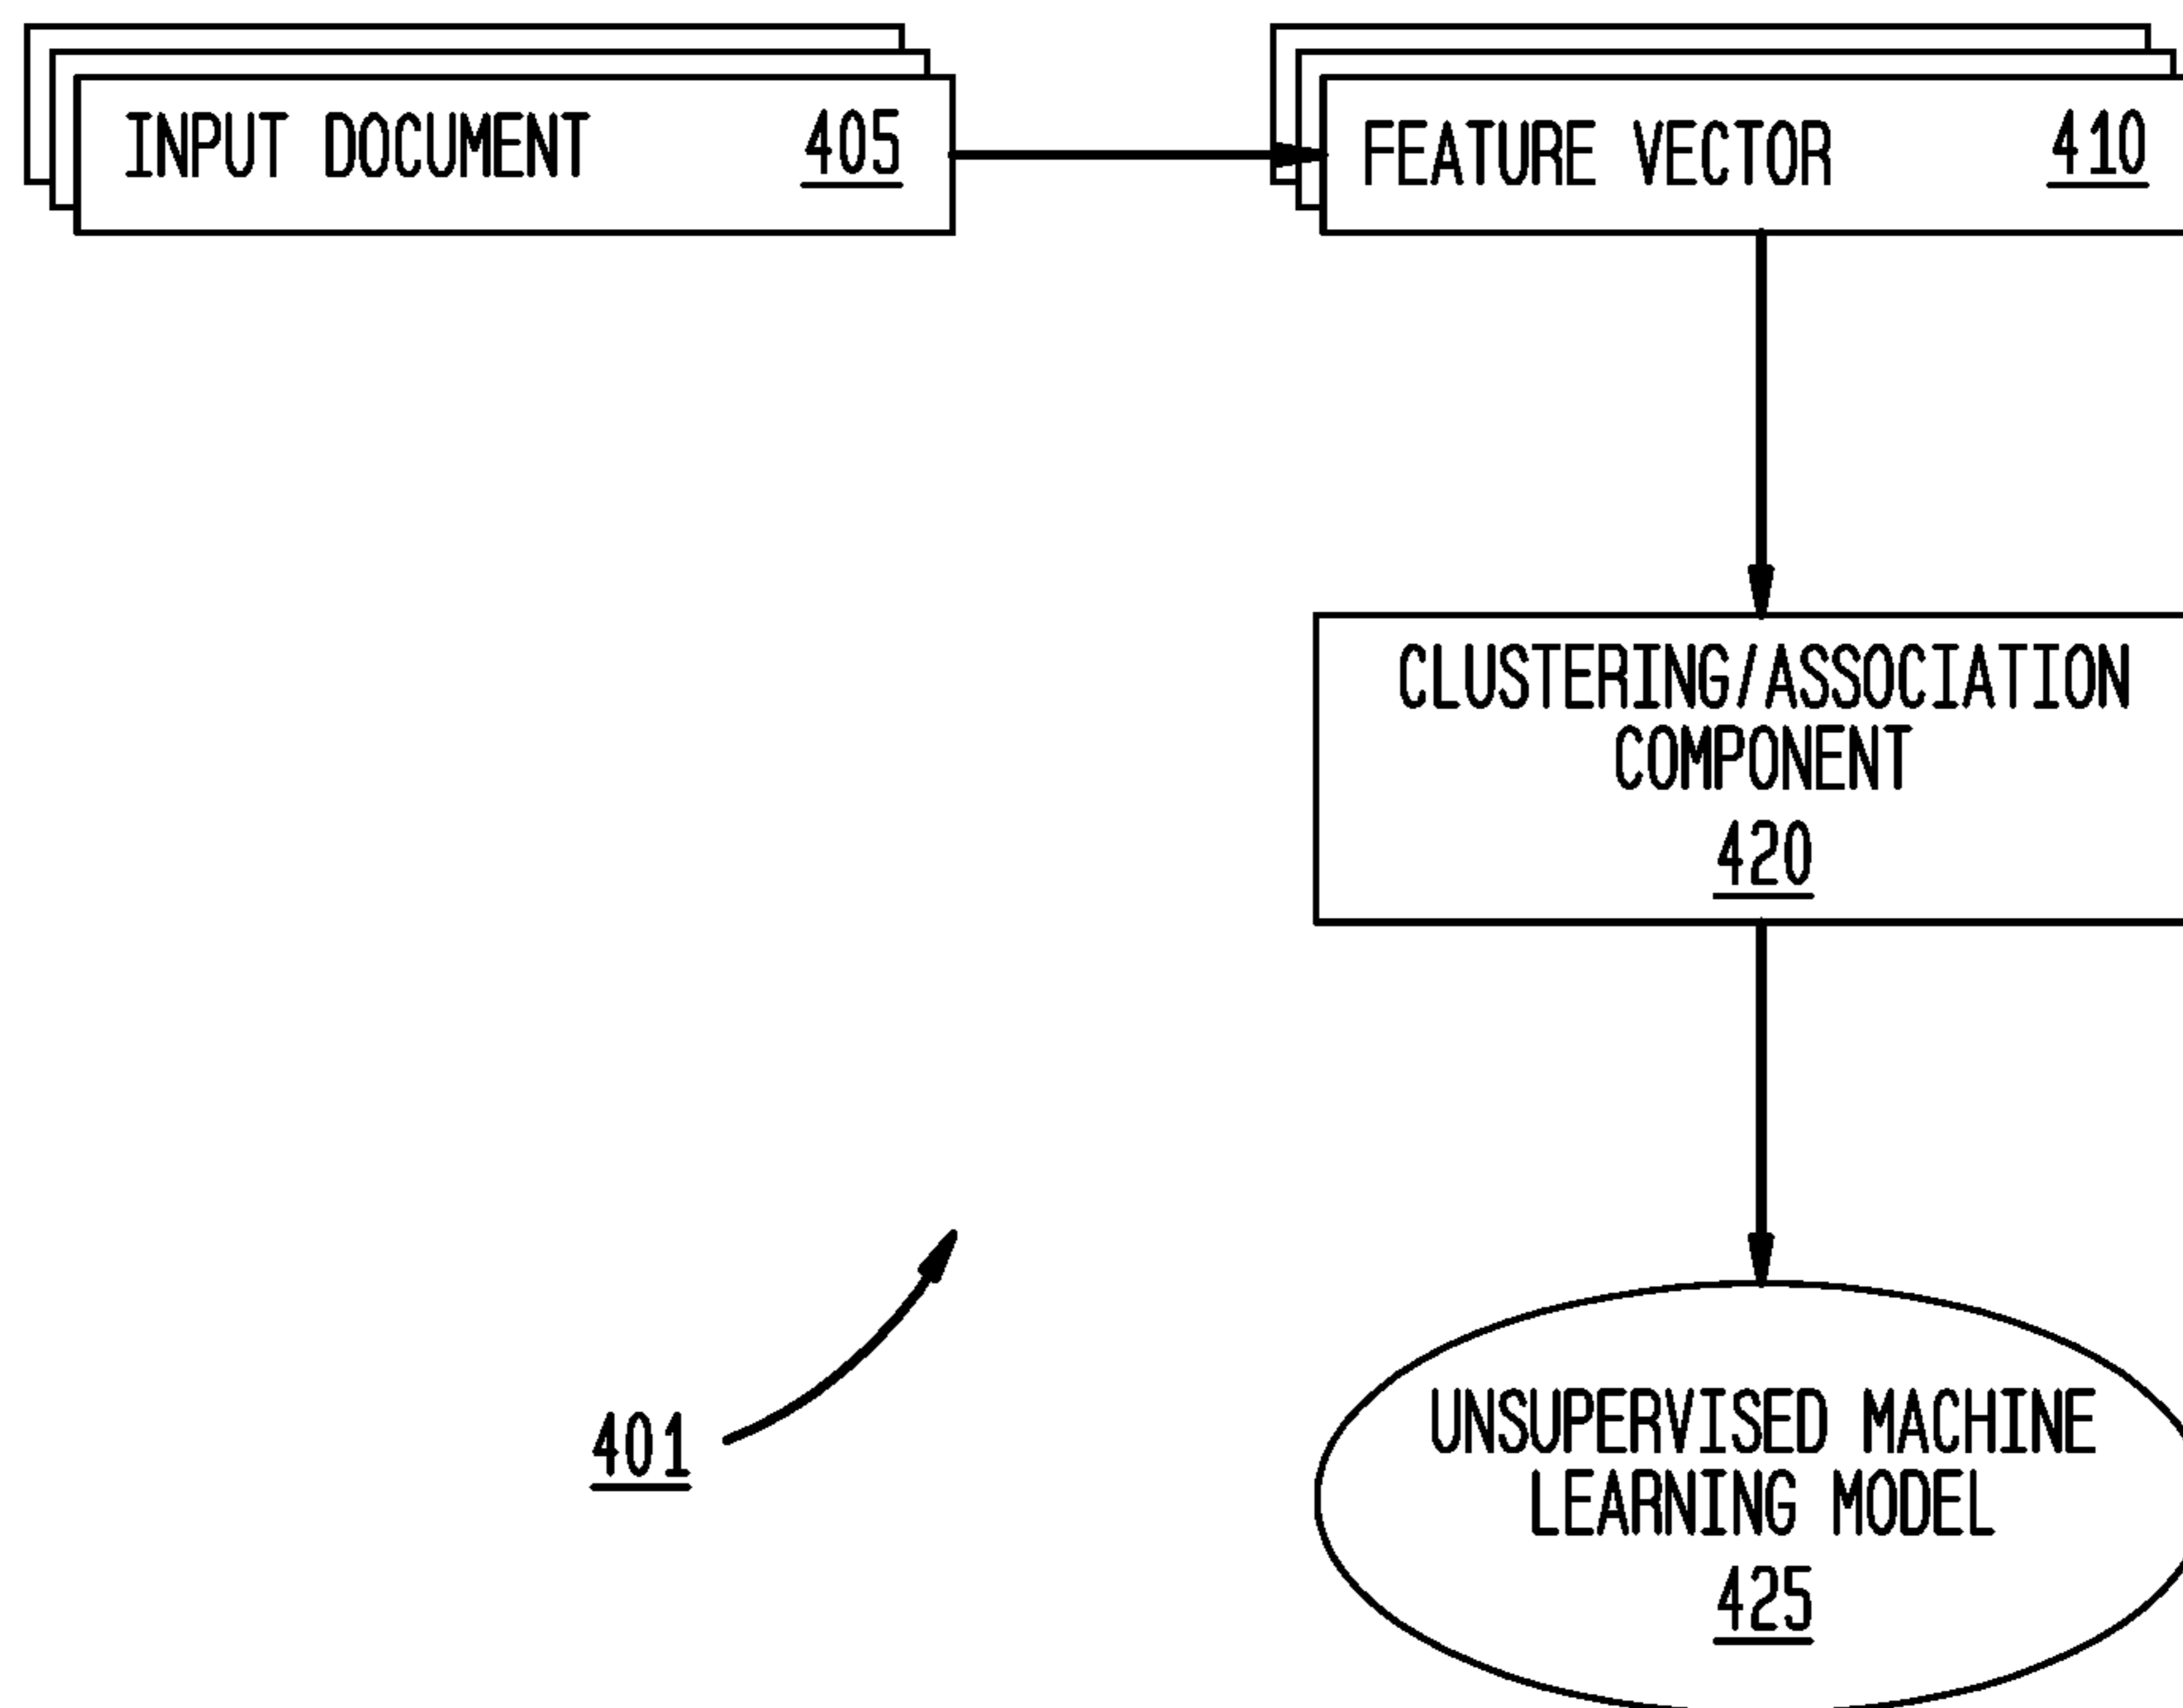 INPUT DOCUMENT 405
FEATURE VECTOR 410
CLUSTERING/ASSOCIATION
COMPONENT
420
401
UNSUPERVISED MACHINE
LEARNING MODEL
425